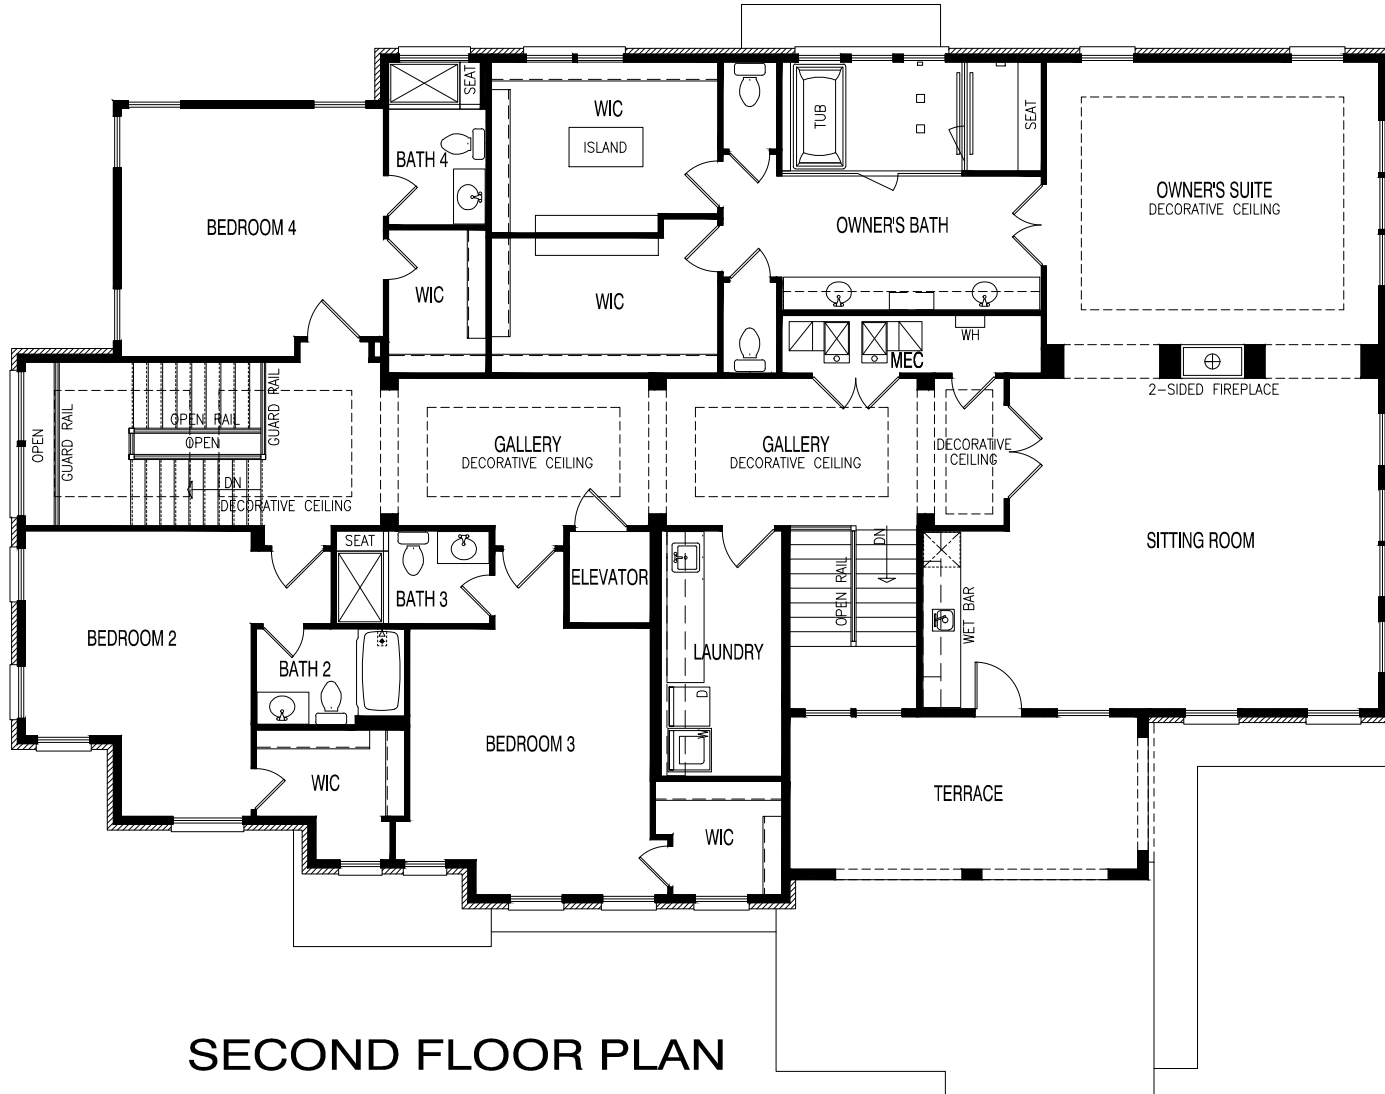 SEAT
WIC
ISLAND
TUB
SEAT
BATH 4
BEDROOM 4
OWNER'S BATH
OWNER'S SUITE
DECORATIVE CEILING
WIC
WIC
WH
MEC
2-SIDED FIREPLACE
OPEN
GUARD RAIL
OPEN RAIL
OPEN
GUARD RAIL
DN
DECORATIVE CEILING
GALLERY
DECORATIVE CEILING
GALLERY
DECORATIVE CEILING
DECORATIVE
CEILING
SEAT
BATH 3
ELEVATOR
OPEN RAIL
DN
SITTING ROOM
WET BAR
BEDROOM 2
BATH 2
LAUNDRY
D
W
BEDROOM 3
WIC
WIC
TERRACE
SECOND FLOOR PLAN